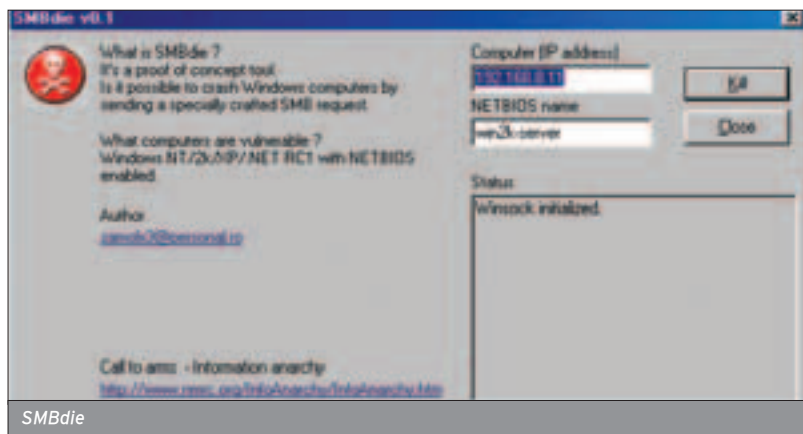 SMBdie v0.1
What is SMBdie ?
It's a proof of concept tool
Is it possible to crash Windows computers by
sending a specially crafted SMB request
What computers are vulnerable ?
Windows NT/2k/XP/.NET RC1 with NETBIOS
enabled.
Author
Call to arms - Information anarchy
Computer (IP address)
192.168.0.11
NETBIOS name
win2k-server
Kill
Close
Status
Winsock initialized.
SMBdie